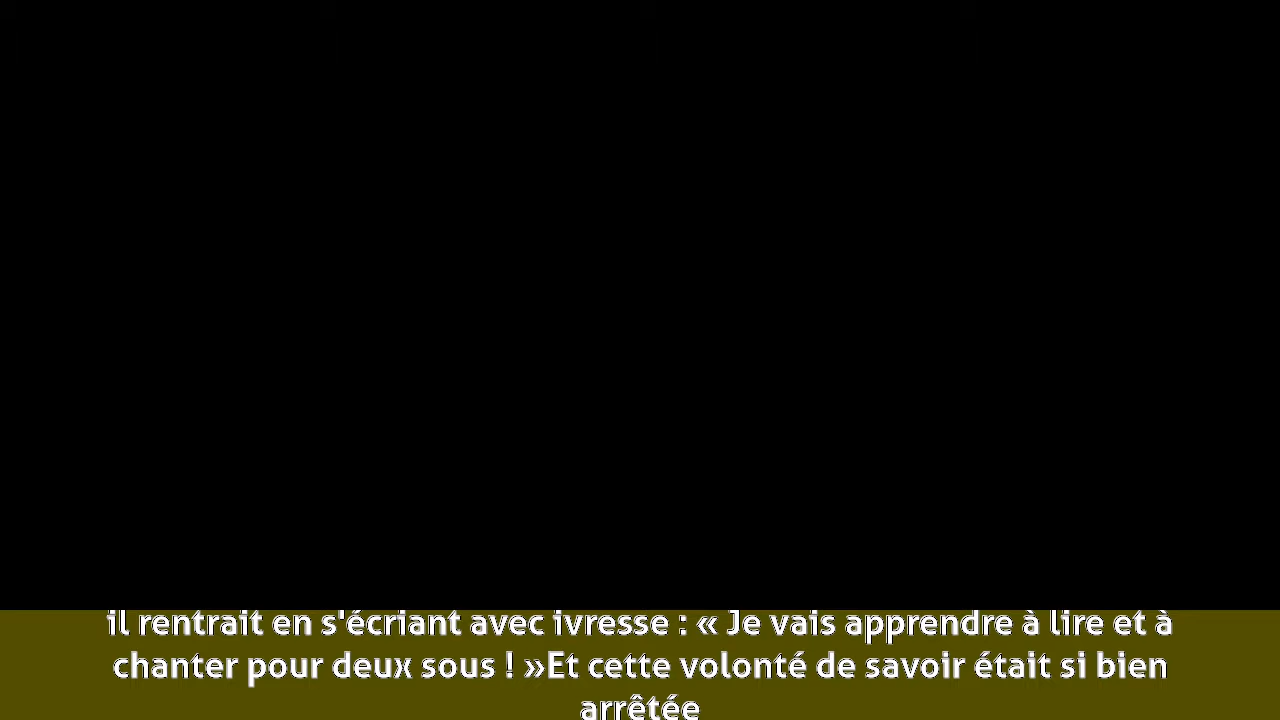 il rentrait en s'écriant avec ivresse : « Je vais apprendre à lire et à
chanter pour deux sous ! »Et cette volonté de savoir était si bien
arrêtée